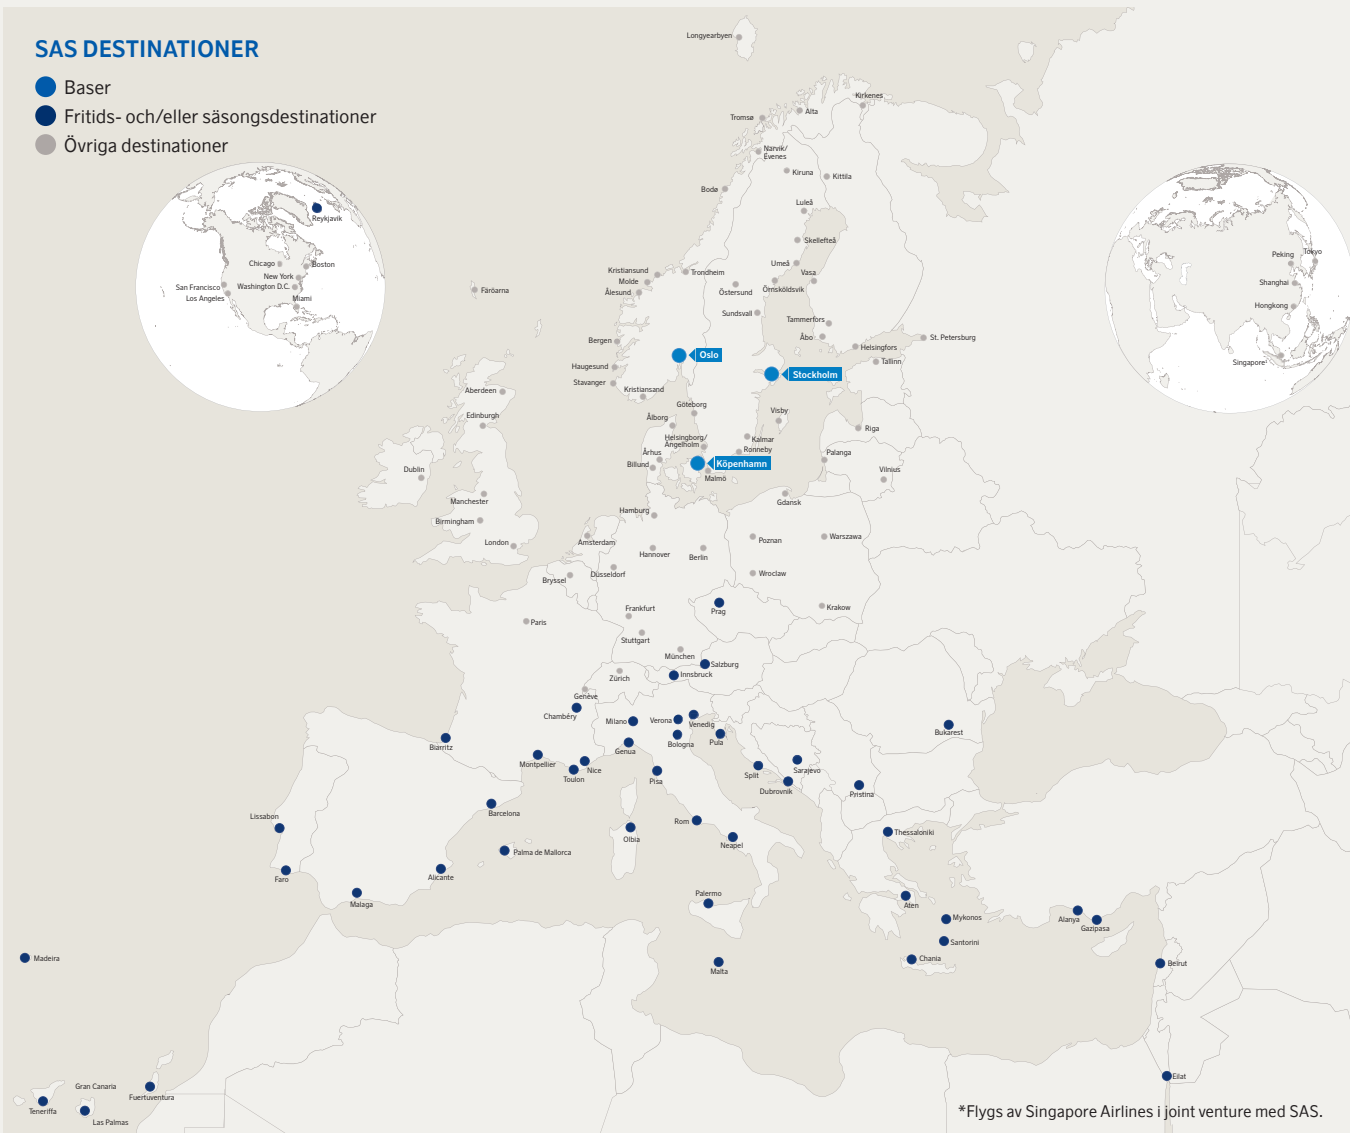 SAS DESTINATIONER
Baser
Fritids- och/eller säsongsdestinationer
Övriga destinationer
Reykjavik
Chicago
Boston
New York
San Francisco
Washington D.C.
Los Angeles
Miami
Peking
Tokyo
Shanghai
Hongkong
Singapore*
Longyearbyen
Kirkenes
Alta
Tromsø
Narvik/
Evenes
Kiruna
Kittila
Bodø
Luleå
Skellefteå
Umeå
Vasa
Kristiansund
Trondheim
Molde
Ålesund
Östersund
Örnsköldsvik
Färöarna
Sundsvall
Tammerfors
Åbo
Helsingfors
St. Petersburg
Tallinn
Bergen
Oslo
Stockholm
Haugesund
Stavanger
Kristiansand
Aberdeen
Edinburgh
Göteborg
Visby
Ålborg
Riga
Helsingborg/
Ängelholm
Kalmar
Ronneby
Århus
Billund
Köpenhamn
Malmö
Palanga
Vilnius
Dublin
Manchester
Gdansk
Birmingham
Hamburg
London
Amsterdam
Hannover
Berlin
Poznan
Warszawa
Bryssel
Düsseldorf
Wroclaw
Frankfurt
Prag
Krakow
Paris
Stuttgart
München
Salzburg
Innsbruck
Zürich
Genève
Chambéry
Milano
Verona
Venedig
Bologna
Pula
Genua
Bukarest
Biarritz
Montpellier
Nice
Toulon
Pisa
Split
Sarajevo
Dubrovnik
Pristina
Barcelona
Lissabon
Rom
Neapel
Olbia
Thessaloniki
Palma de Mallorca
Faro
Alicante
Malaga
Palermo
Aten
Mykonos
Alanya
Gazipasa
Santorini
Chania
Malta
Beirut
Madeira
Eilat
Gran Canaria
Fuertuventura
Teneriffa
Las Palmas
*Flygs av Singapore Airlines i joint venture med SAS.